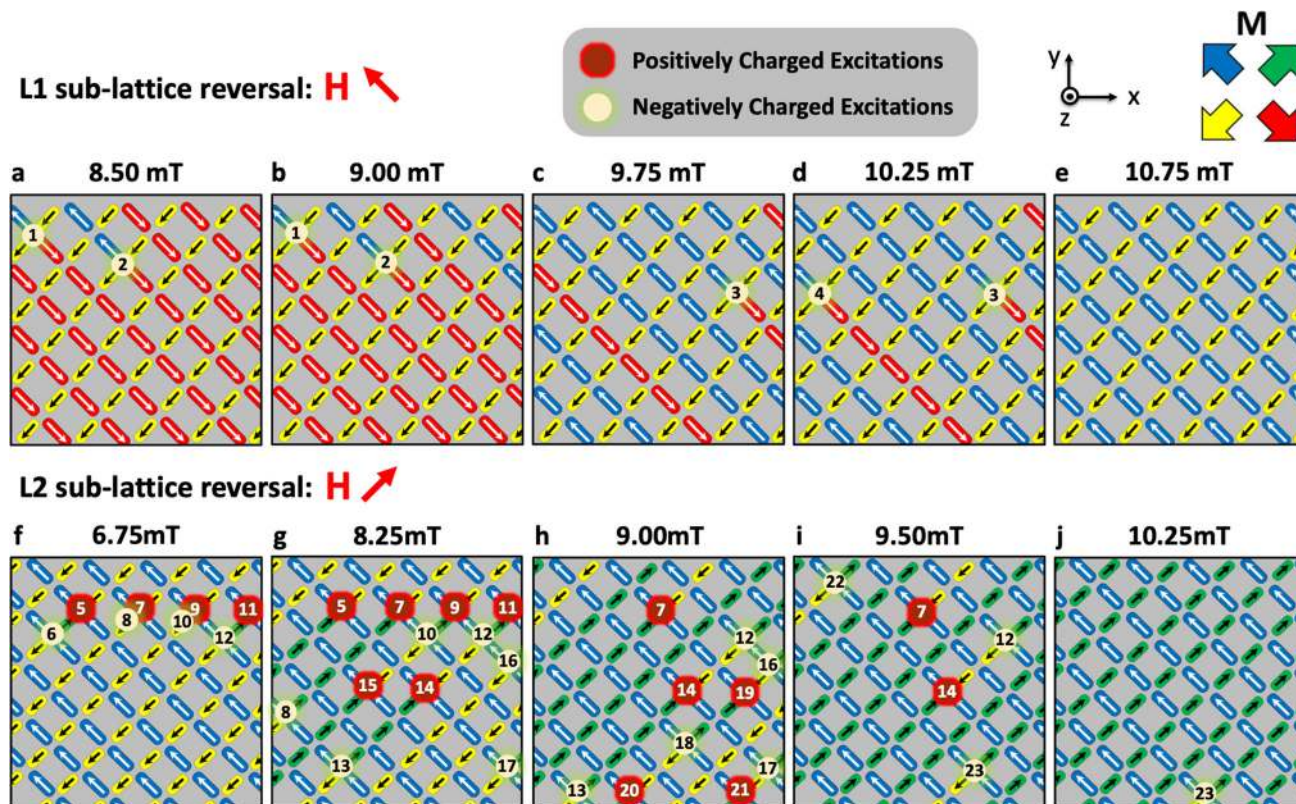 M
Positively Charged Excitations
Negatively Charged Excitations
L1 sub-lattice reversal: H
y
x
z
a 8.50 mT
b 9.00 mT
c 9.75 mT
d 10.25 mT
e 10.75 mT
1
2
1
2
3
4
3
L2 sub-lattice reversal: H
f 6.75mT
g 8.25mT
h 9.00mT
i 9.50mT
j 10.25mT
5
7
9
11
6
8
10
12
5
7
9
11
10
12
16
15
14
8
13
17
7
12
16
14
19
18
17
13
20
21
22
7
12
14
23
23